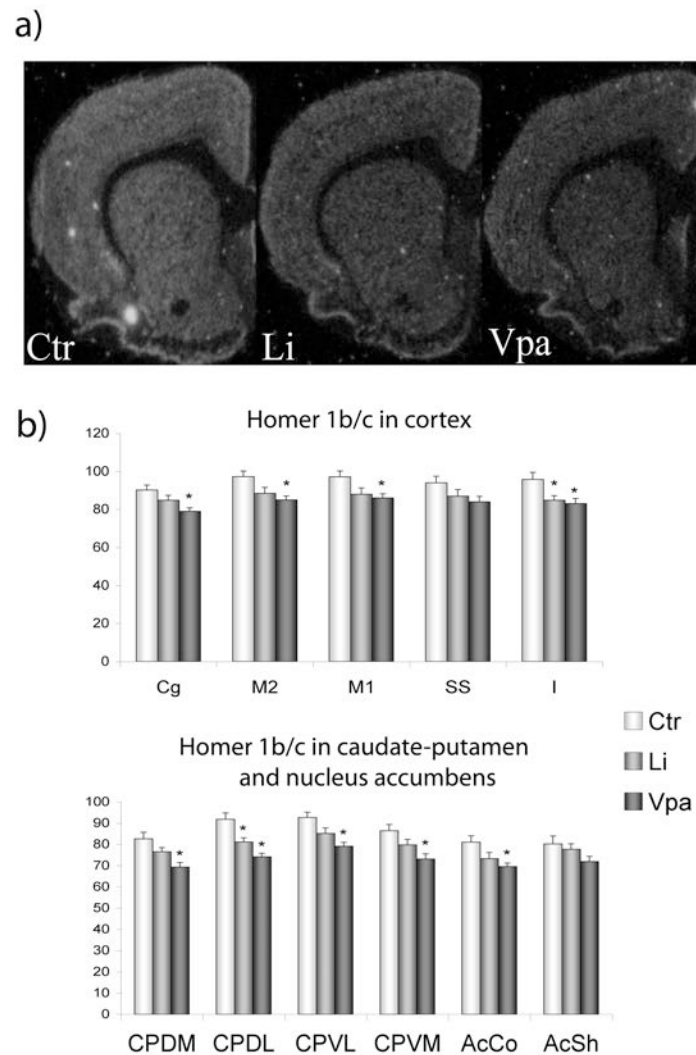 a)
Ctr Li Vpa
b)
Homer 1b/c in cortex
120
100
80
60
40
20
0
* * * * *
Cg M2 M1 SS I
Ctr
Li
Vpa
Homer 1b/c in caudate-putamen
and nucleus accumbens
100
90
80
70
60
50
40
30
20
10
0
* * * * * *
CPDM CPDL CPVL CPVM AcCo AcSh